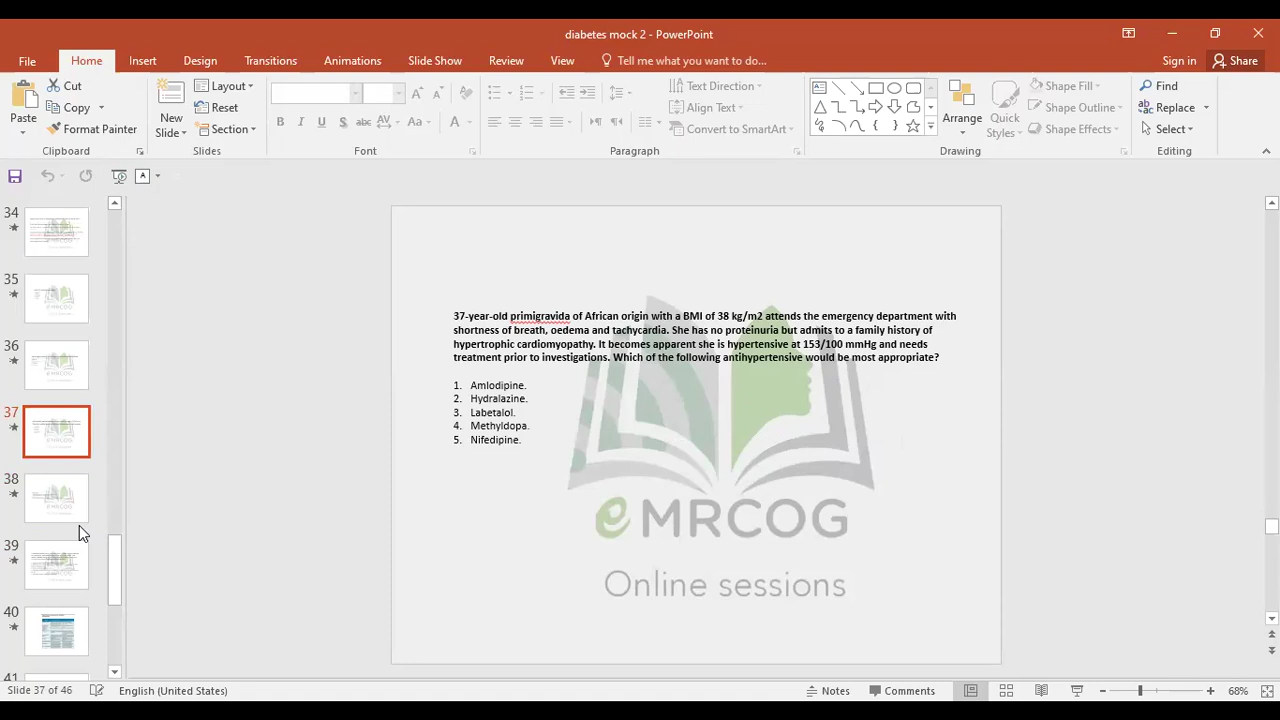 diabetes mock 2 - PowerPoint
File Home Insert Design Transitions Animations Slide Show Review View Tell me what you want to do... Sign in Share
Paste Cut Copy Format Painter Clipboard
New Slide Layout Reset Section Slides
Font
Text Direction Align Text Convert to SmartArt Paragraph
Arrange Quick Styles Shape Fill Shape Outline Shape Effects Drawing
Find Replace Select Editing
34
35
36
37
38
39
40
41
37-year-old primigravida of African origin with a BMI of 38 kg/m2 attends the emergency department with
shortness of breath, oedema and tachycardia. She has no proteinuria but admits to a family history of
hypertrophic cardiomyopathy. It becomes apparent she is hypertensive at 153/100 mmHg and needs
treatment prior to investigations. Which of the following antihypertensive would be most appropriate?
1. Amlodipine.
2. Hydralazine.
3. Labetalol.
4. Methyldopa.
5. Nifedipine.
eMRCOG
Online sessions
Slide 37 of 46 English (United States) Notes Comments 68%